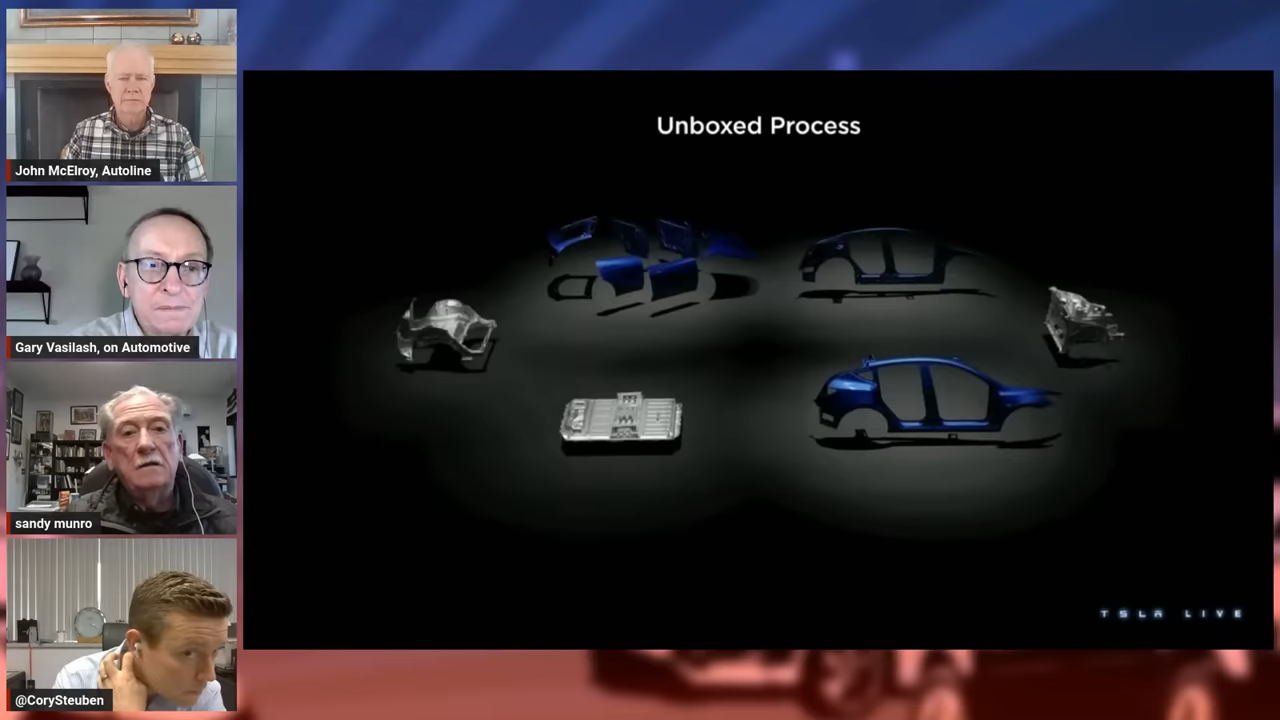 John McElroy, Autoline
Unboxed Process
Gary Vasilash, on Automotive
sandy munro
@CorySteuben
TSLA LIVE